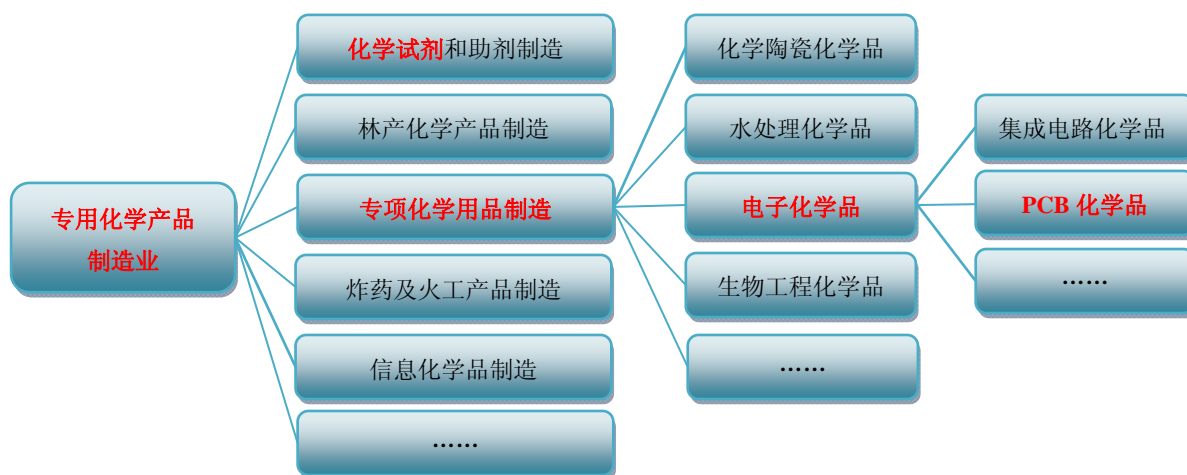 专用化学产品
制造业
化学试剂和助剂制造
林产化学产品制造
专项化学用品制造
炸药及火工产品制造
信息化学品制造
……
化学陶瓷化学品
水处理化学品
电子化学品
生物工程化学品
……
集成电路化学品
PCB 化学品
……